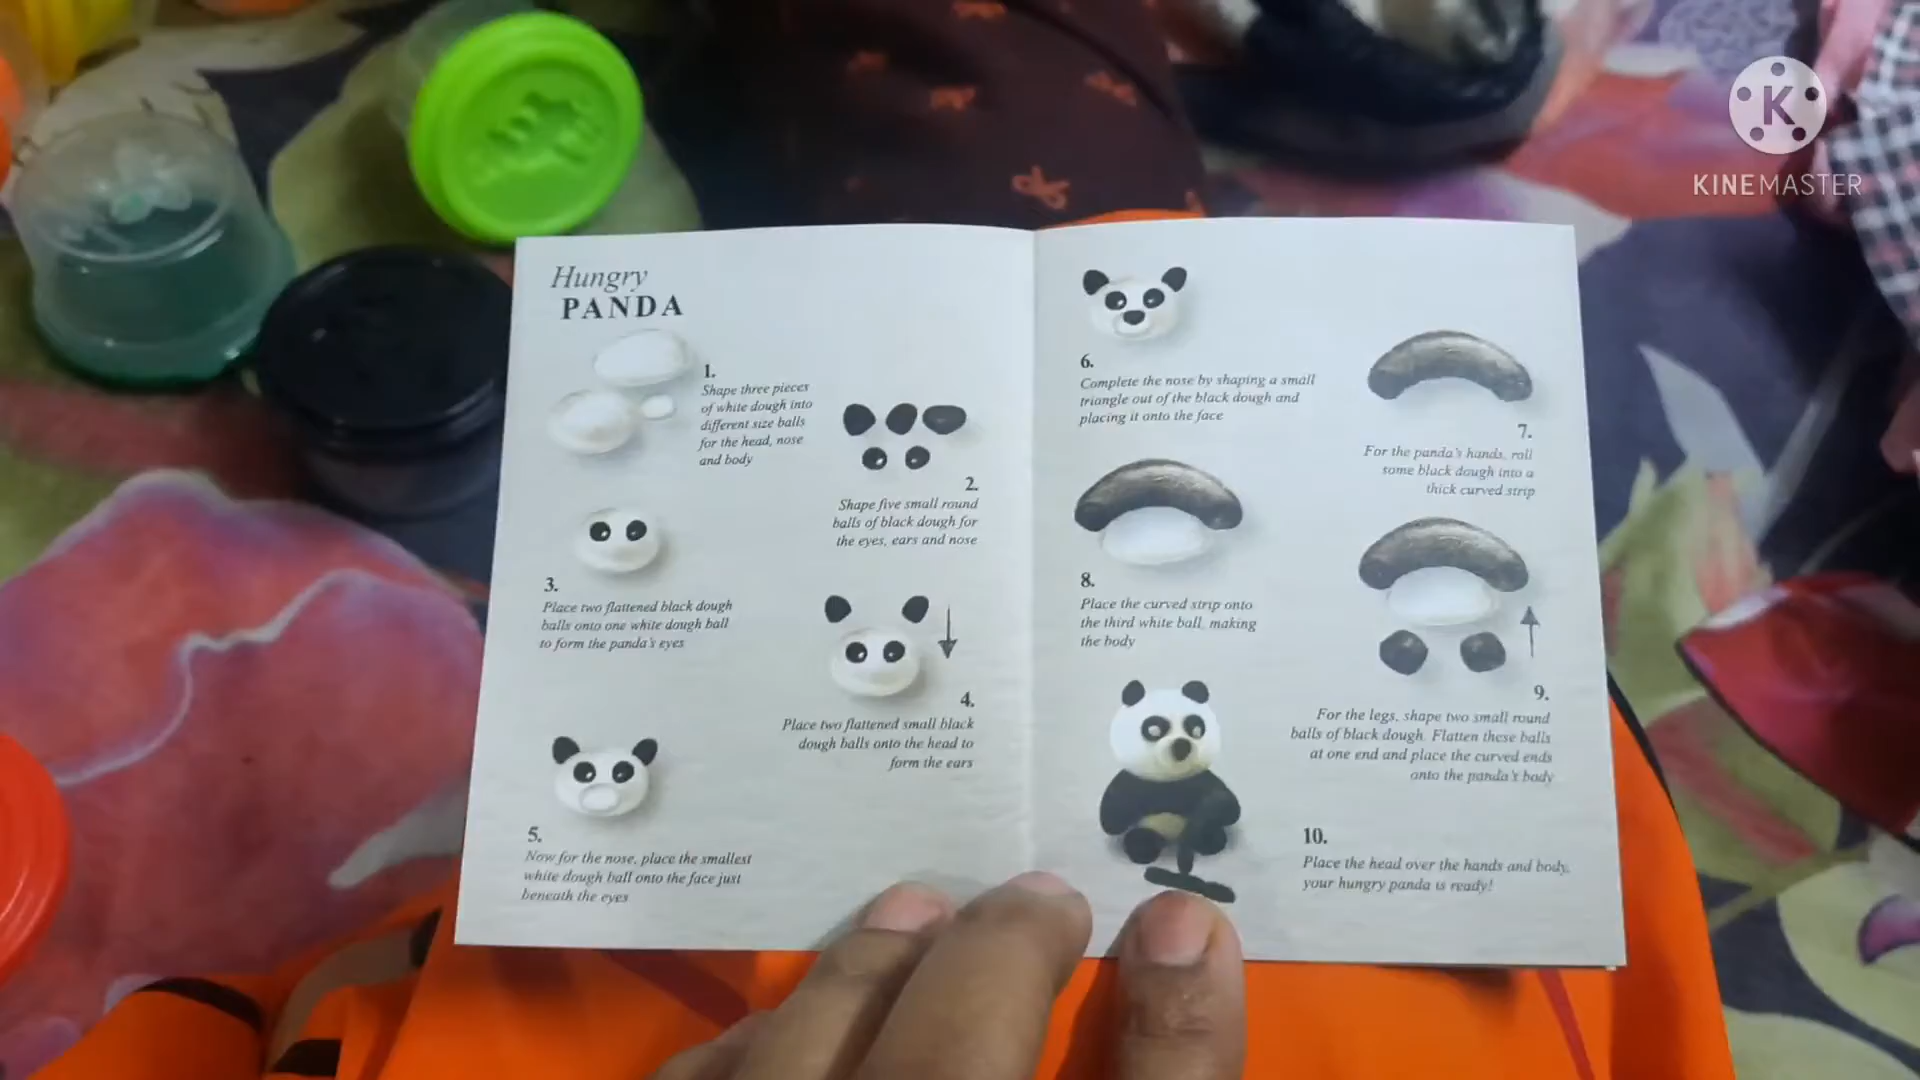 Hungry
PANDA
1.
Shape three pieces
of white dough into
different size balls
for the head, nose
and body
2.
Shape five small round
balls of black dough for
the eyes, ears and nose
3.
Place two flattened black dough
balls onto one white dough ball
to form the panda's eyes
4.
Place two flattened small black
dough balls onto the head to
form the ears
5.
Now for the nose, place the smallest
white dough ball onto the face just
beneath the eyes
6.
Complete the nose by shaping a small
triangle out of the black dough and
placing it onto the face
7.
For the panda's hands, roll
some black dough into a
thick curved strip
8.
Place the curved strip onto
the third white ball, making
the body
9.
For the legs, shape two small round
balls of black dough. Flatten these balls
at one end and place the curved ends
onto the panda's body
10.
Place the head over the hands and body,
your hungry panda is ready!
K
KINEMASTER